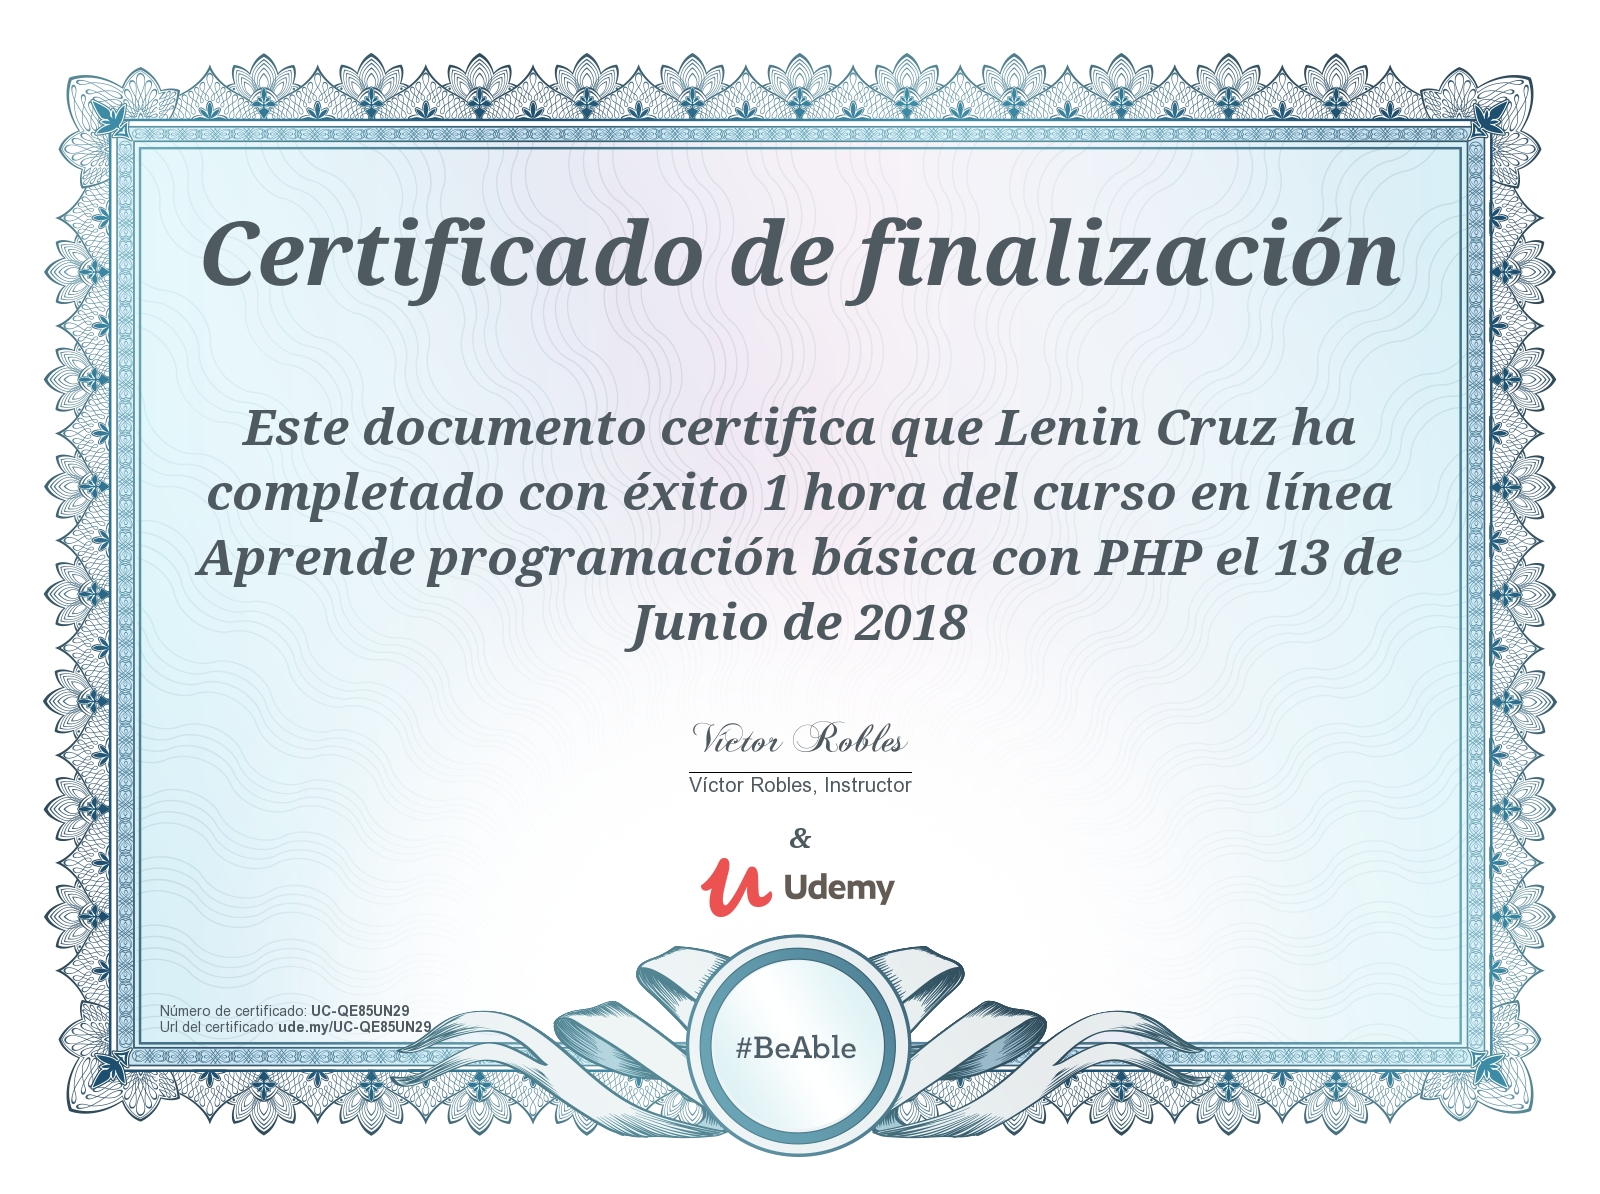 Certificado de finalización
Este documento certifica que Lenin Cruz ha
completado con éxito 1 hora del curso en línea
Aprende programación básica con PHP el 13 de
Junio de 2018
Víctor Robles
Víctor Robles, Instructor
&
Udemy
Número de certificado: UC-QE85UN29
Url del certificado ude.my/UC-QE85UN29
#BeAble